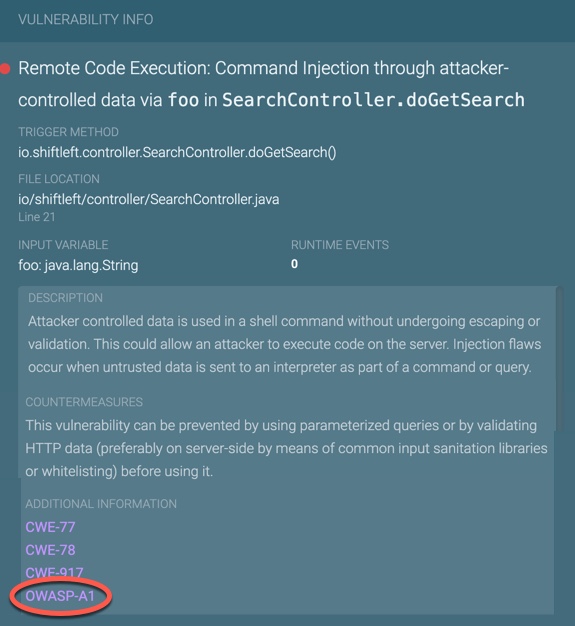 VULNERABILITY INFO
Remote Code Execution: Command Injection through attacker-
controlled data via foo in SearchController.doGetSearch
TRIGGER METHOD
io.shiftleft.controller.SearchController.doGetSearch()
FILE LOCATION
io/shiftleft/controller/SearchController.java
Line 21
INPUT VARIABLE
RUNTIME EVENTS
foo: java.lang.String
0
DESCRIPTION
Attacker controlled data is used in a shell command without undergoing escaping or
validation. This could allow an attacker to execute code on the server. Injection flaws
occur when untrusted data is sent to an interpreter as part of a command or query.
COUNTERMEASURES
This vulnerability can be prevented by using parameterized queries or by validating
HTTP data (preferably on server-side by means of common input sanitation libraries
or whitelisting) before using it.
ADDITIONAL INFORMATION
CWE-77
CWE-78
CWE-917
OWASP-A1